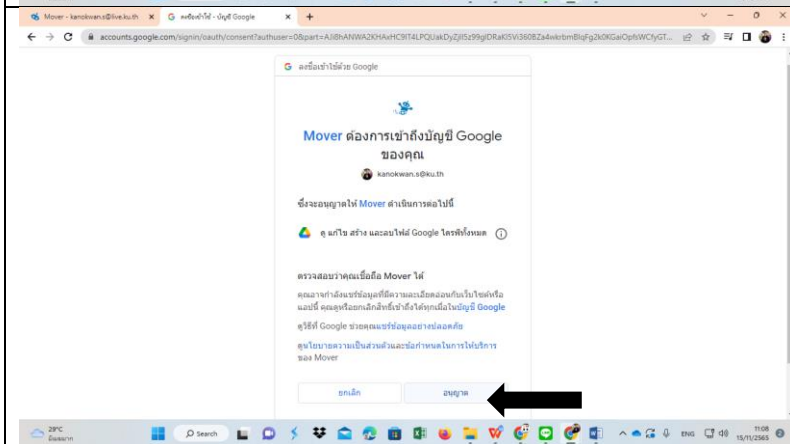 Mover - kanokwan.s@live.ku.th
ลงชื่อเข้าใช้ - บัญชี Google
ลงชื่อเข้าใช้ด้วย Google
Mover ต้องการเข้าถึงบัญชี Google
ของคุณ
kanokwan.s@ku.th
ซึ่งจะอนุญาตให้ Mover ดำเนินการต่อไปนี้
ดู แก้ไข สร้าง และลบไฟล์ Google ไดรฟ์ทั้งหมด
ตรวจสอบว่าคุณเชื่อถือ Mover ได้
คุณอาจกำลังแชร์ข้อมูลที่มีความละเอียดอ่อนกับเว็บไซต์หรือ
แอปนี้ คุณดูหรือยกเลิกสิทธิ์เข้าถึงได้ทุกเมื่อในบัญชี Google
ดูวิธีที่ Google ช่วยคุณแชร์ข้อมูลอย่างปลอดภัย
ดูนโยบายความเป็นส่วนตัวและข้อกำหนดในการให้บริการ
ของ Mover
ยกเลิก
อนุญาต
29°C
Search
ENG
11:08
15/11/2565